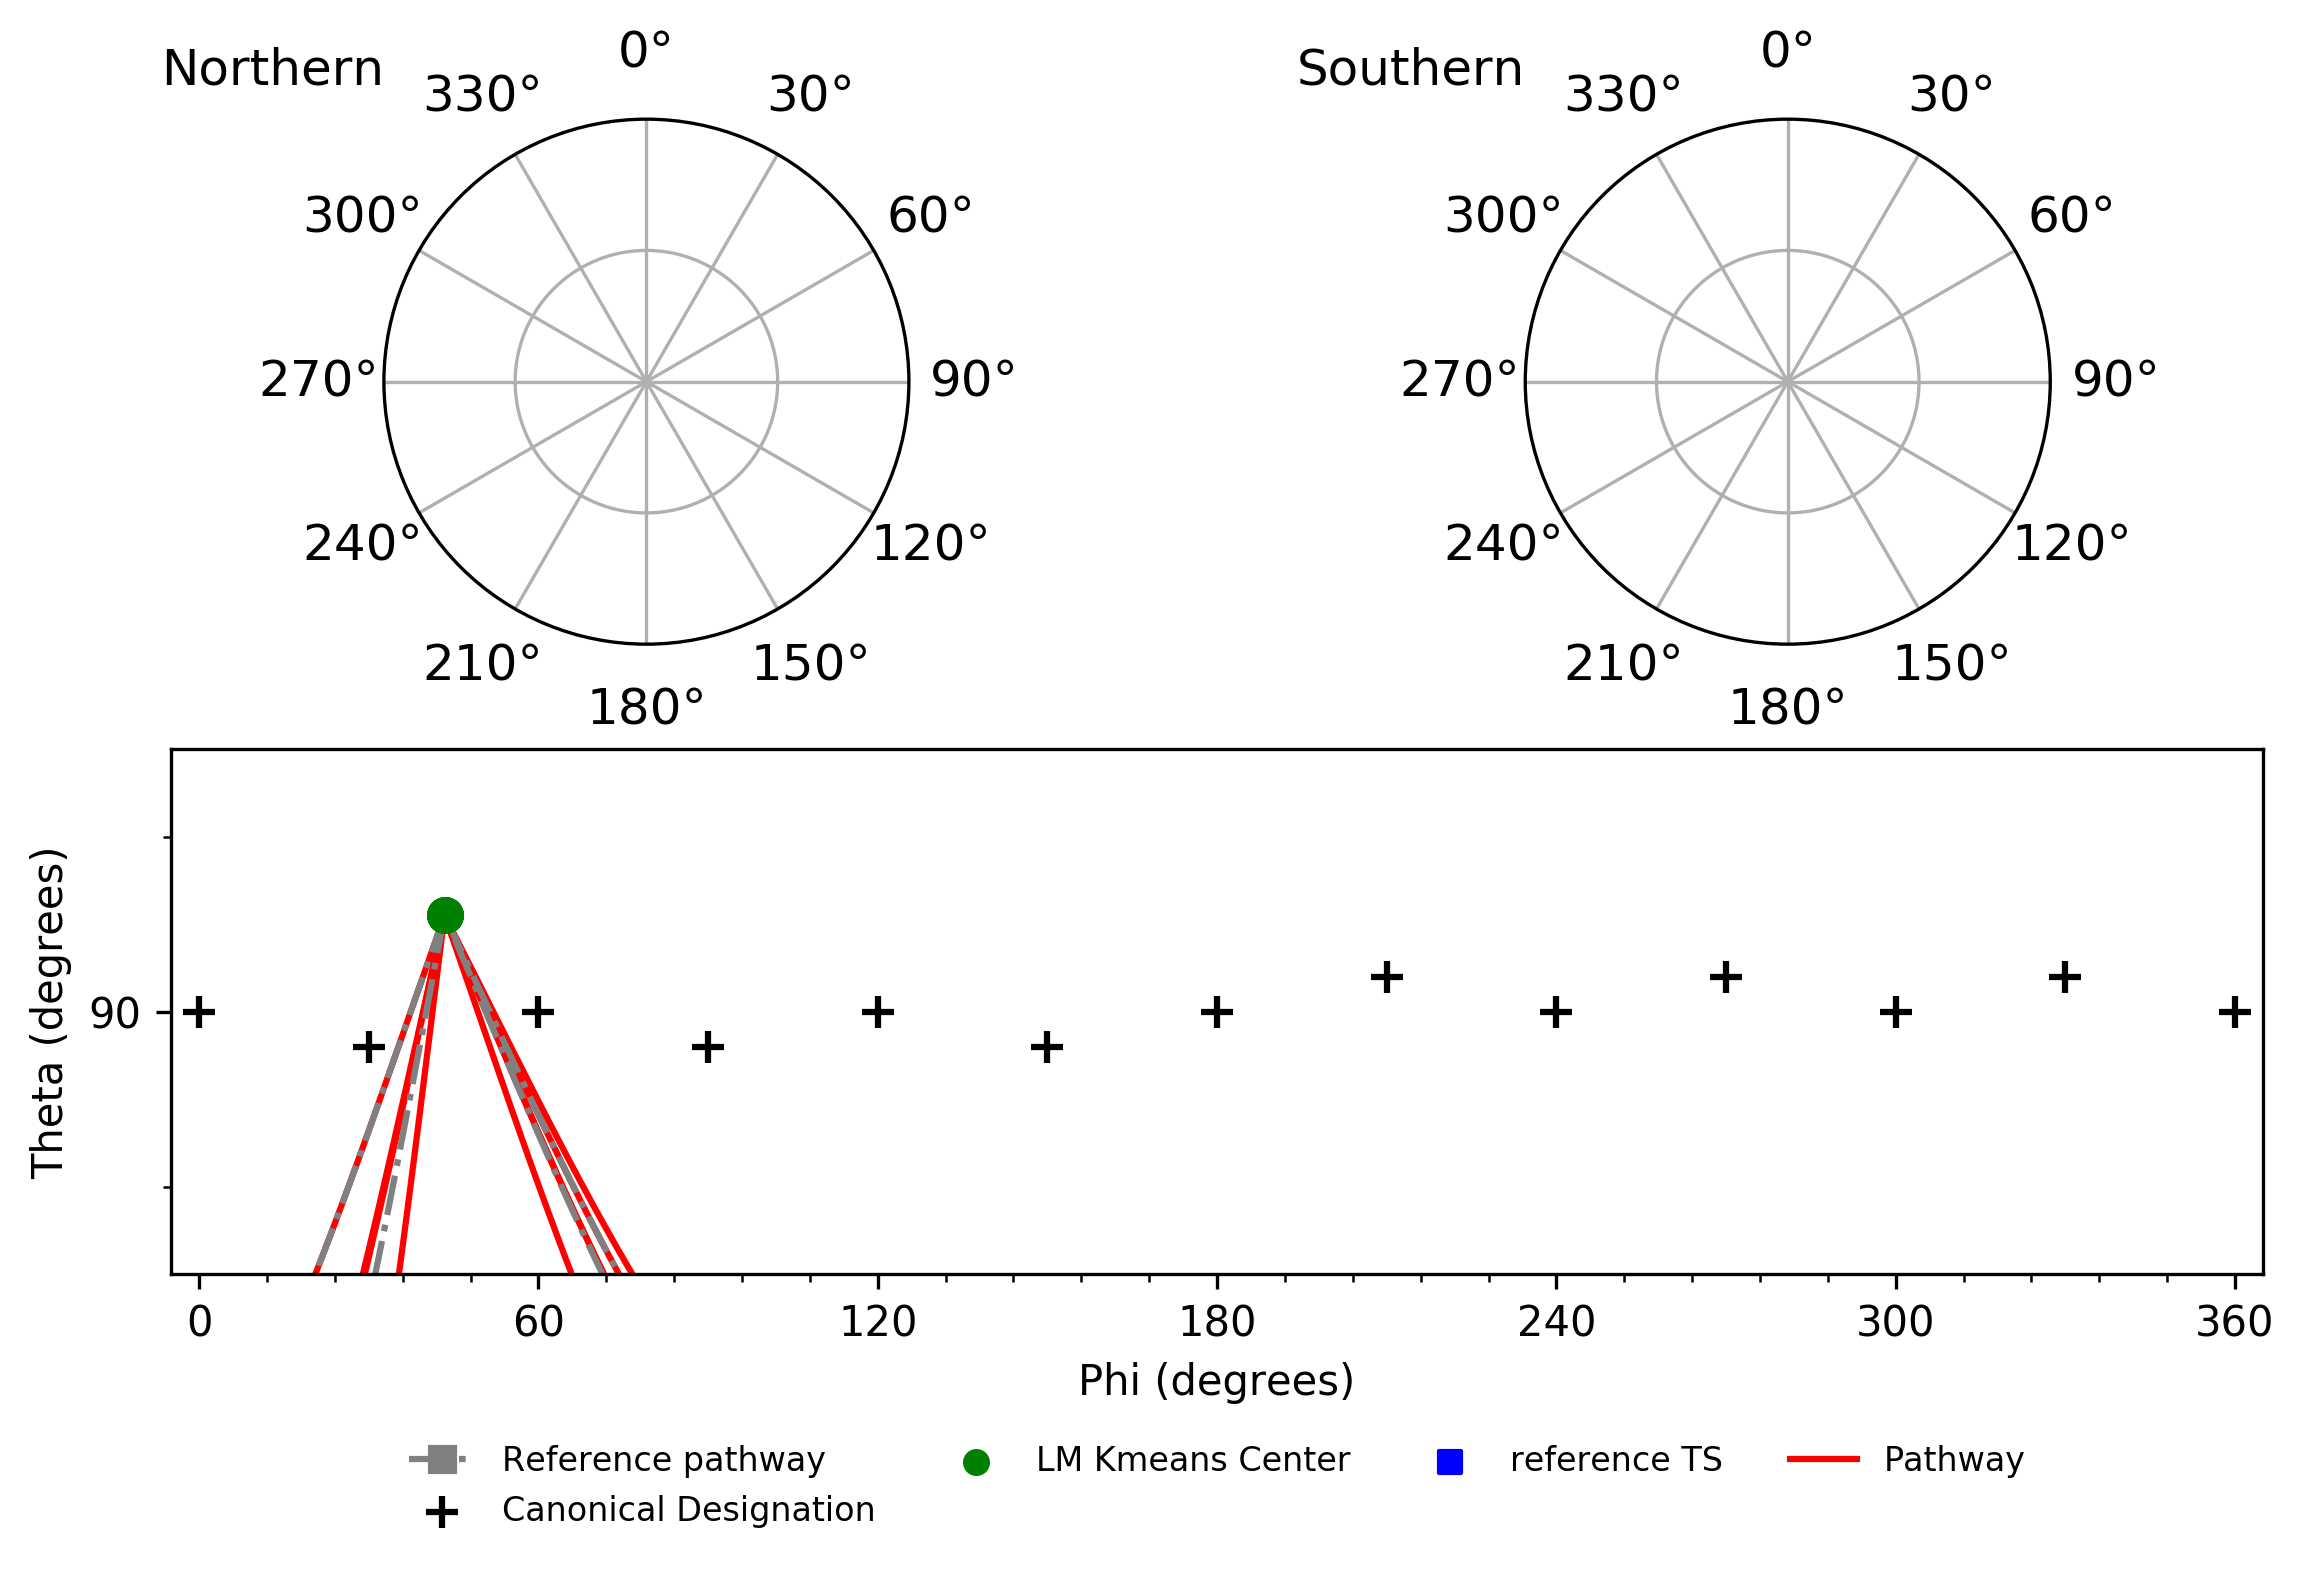 Northern
0°
330°
30°
300°
60°
270°
90°
240°
120°
210°
150°
180°
Southern
0°
330°
30°
300°
60°
270°
90°
240°
120°
210°
150°
180°
Theta (degrees)
90
0 60 120 180 240 300 360
Phi (degrees)
Reference pathway
Canonical Designation
LM Kmeans Center
reference TS
Pathway